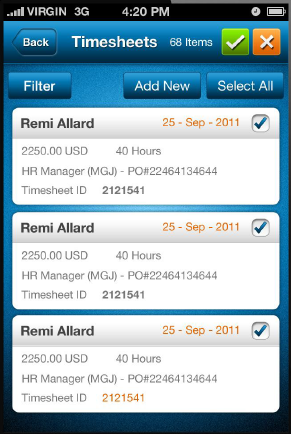 VIRGIN 3G 4:20 PM
Back Timesheets 68 Items
Filter Add New Select All
Remi Allard 25 - Sep - 2011
2250.00 USD 40 Hours
HR Manager (MGJ) - PO#22464134644
Timesheet ID 2121541
Remi Allard 25 - Sep - 2011
2250.00 USD 40 Hours
HR Manager (MGJ) - PO#22464134644
Timesheet ID 2121541
Remi Allard 25 - Sep - 2011
2250.00 USD 40 Hours
HR Manager (MGJ) - PO#22464134644
Timesheet ID 2121541